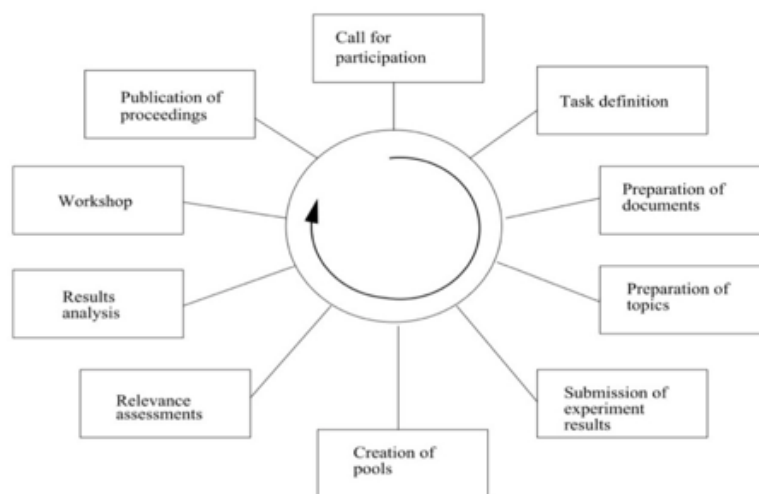 Call for
participation
Task definition
Preparation of
documents
Preparation of
topics
Submission of
experiment
results
Creation of
pools
Relevance
assessments
Results
analysis
Workshop
Publication of
proceedings